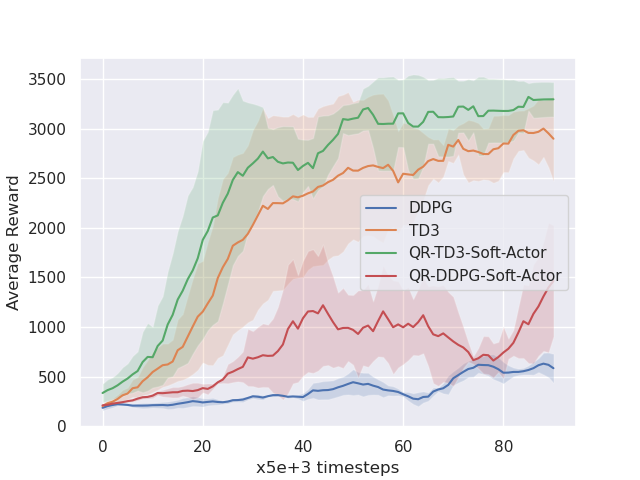 3500
3000
2500
2000
1500
1000
500
0
Average Reward
DDPG
TD3
QR-TD3-Soft-Actor
QR-DDPG-Soft-Actor
0 20 40 60 80
x5e+3 timesteps